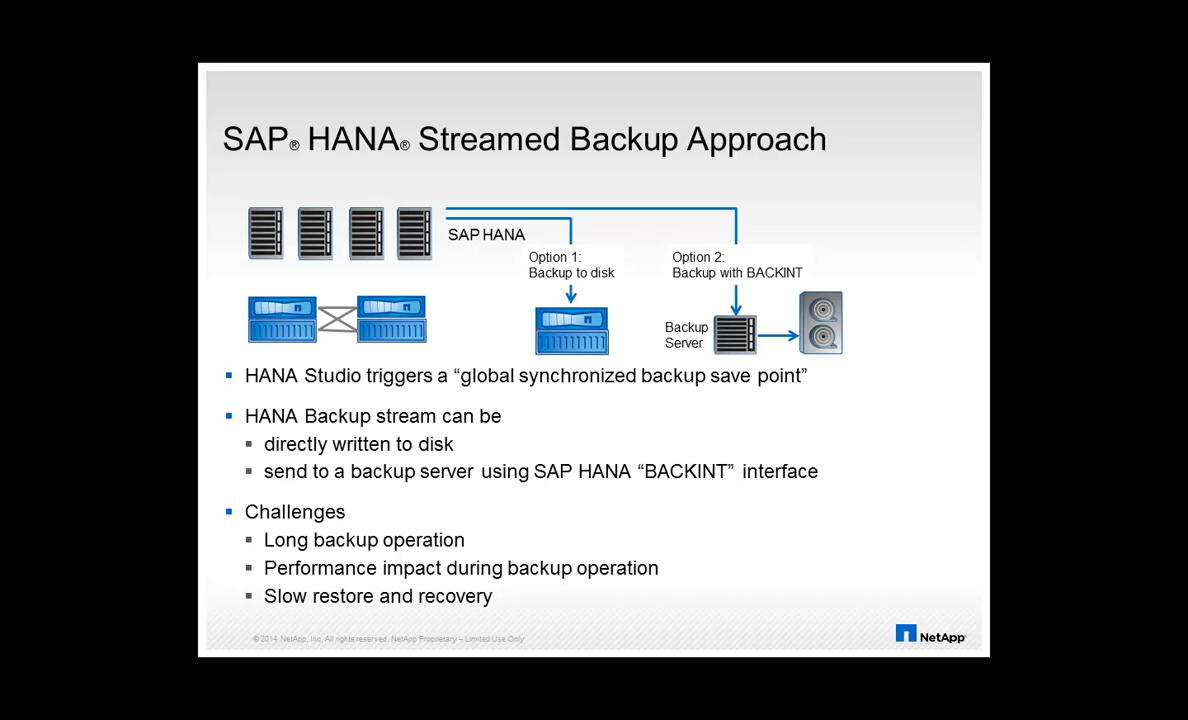 SAP® HANA® Streamed Backup Approach
SAP HANA
Option 1:
Backup to disk
Option 2:
Backup with BACKINT
Backup
Server
▪ HANA Studio triggers a “global synchronized backup save point”
▪ HANA Backup stream can be
▪ directly written to disk
▪ send to a backup server using SAP HANA “BACKINT” interface
▪ Challenges
▪ Long backup operation
▪ Performance impact during backup operation
▪ Slow restore and recovery
© 2014 NetApp, Inc. All rights reserved. NetApp Proprietary – Limited Use Only
NetApp